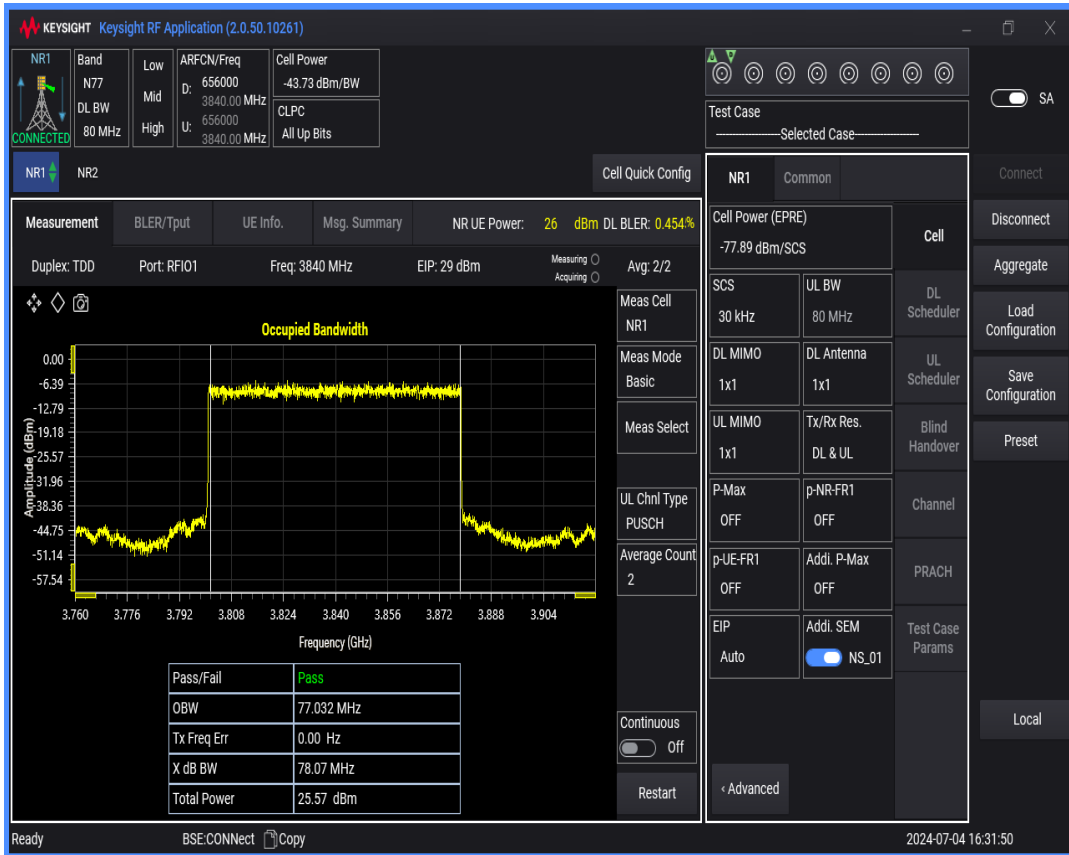 KEYSIGHT Keysight RF Application (2.0.50.10261)
NR1
CONNECTED
Band
N77
DL BW
80 MHz
Low
Mid
High
ARFCN/Freq
D: 656000
3840.00 MHz
U: 656000
3840.00 MHz
Cell Power
-43.73 dBm/BW
CLPC
All Up Bits
Test Case
--------------------Selected Case--------------------
SA
NR1 NR2 Cell Quick Config
Measurement BLER/Tput UE Info. Msg. Summary NR UE Power: 26 dBm DL BLER: 0.454%
Duplex: TDD Port: RFIO1 Freq: 3840 MHz EIP: 29 dBm Measuring Avg: 2/2
Acquiring
Occupied Bandwidth
Amplitude (dBm)
0.00
-6.39
-12.79
-19.18
-25.57
-31.96
-38.36
-44.75
-51.14
-57.54
3.760 3.776 3.792 3.808 3.824 3.840 3.856 3.872 3.888 3.904
Frequency (GHz)
Pass/Fail Pass
OBW 77.032 MHz
Tx Freq Err 0.00 Hz
X dB BW 78.07 MHz
Total Power 25.57 dBm
Meas Cell
NR1
Meas Mode
Basic
Meas Select
UL Chnl Type
PUSCH
Average Count
2
Continuous
Off
Restart
NR1 Common
Cell Power (EPRE)
-77.89 dBm/SCS
SCS
30 kHz
UL BW
80 MHz
DL MIMO
1x1
DL Antenna
1x1
UL MIMO
1x1
Tx/Rx Res.
DL & UL
P-Max
OFF
p-NR-FR1
OFF
p-UE-FR1
OFF
Addi. P-Max
OFF
EIP
Auto
Addi. SEM
NS_01
‹ Advanced
Cell
DL
Scheduler
UL
Scheduler
Blind
Handover
Channel
PRACH
Test Case
Params
Connect
Disconnect
Aggregate
Load
Configuration
Save
Configuration
Preset
Local
Ready BSE:CONNect Copy 2024-07-04 16:31:50